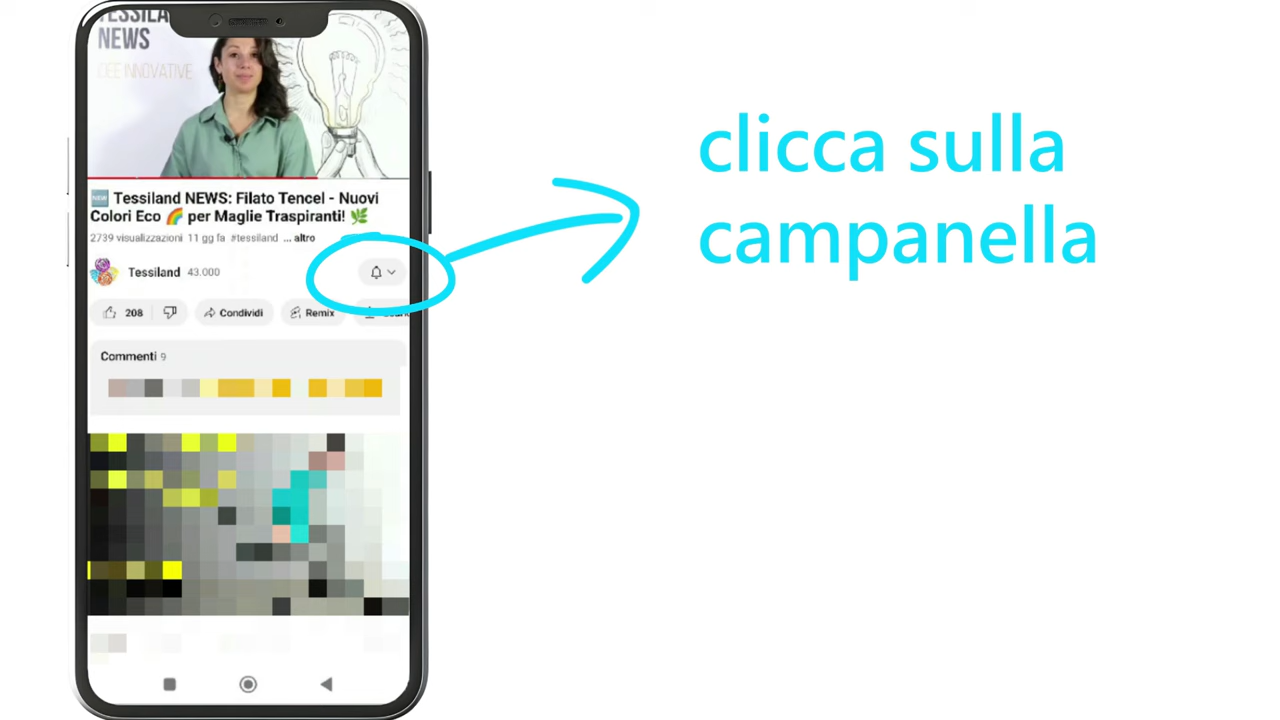 NEWS
IDEE INNOVATIVE
🆕 Tessiland NEWS: Filato Tencel - Nuovi
Colori Eco 🌈 per Maglie Traspiranti! 🌿
2739 visualizzazioni 11 gg fa #tessiland ... altro
Tessiland 43.000
208 Condividi Remix
Commenti 9
clicca sulla
campanella